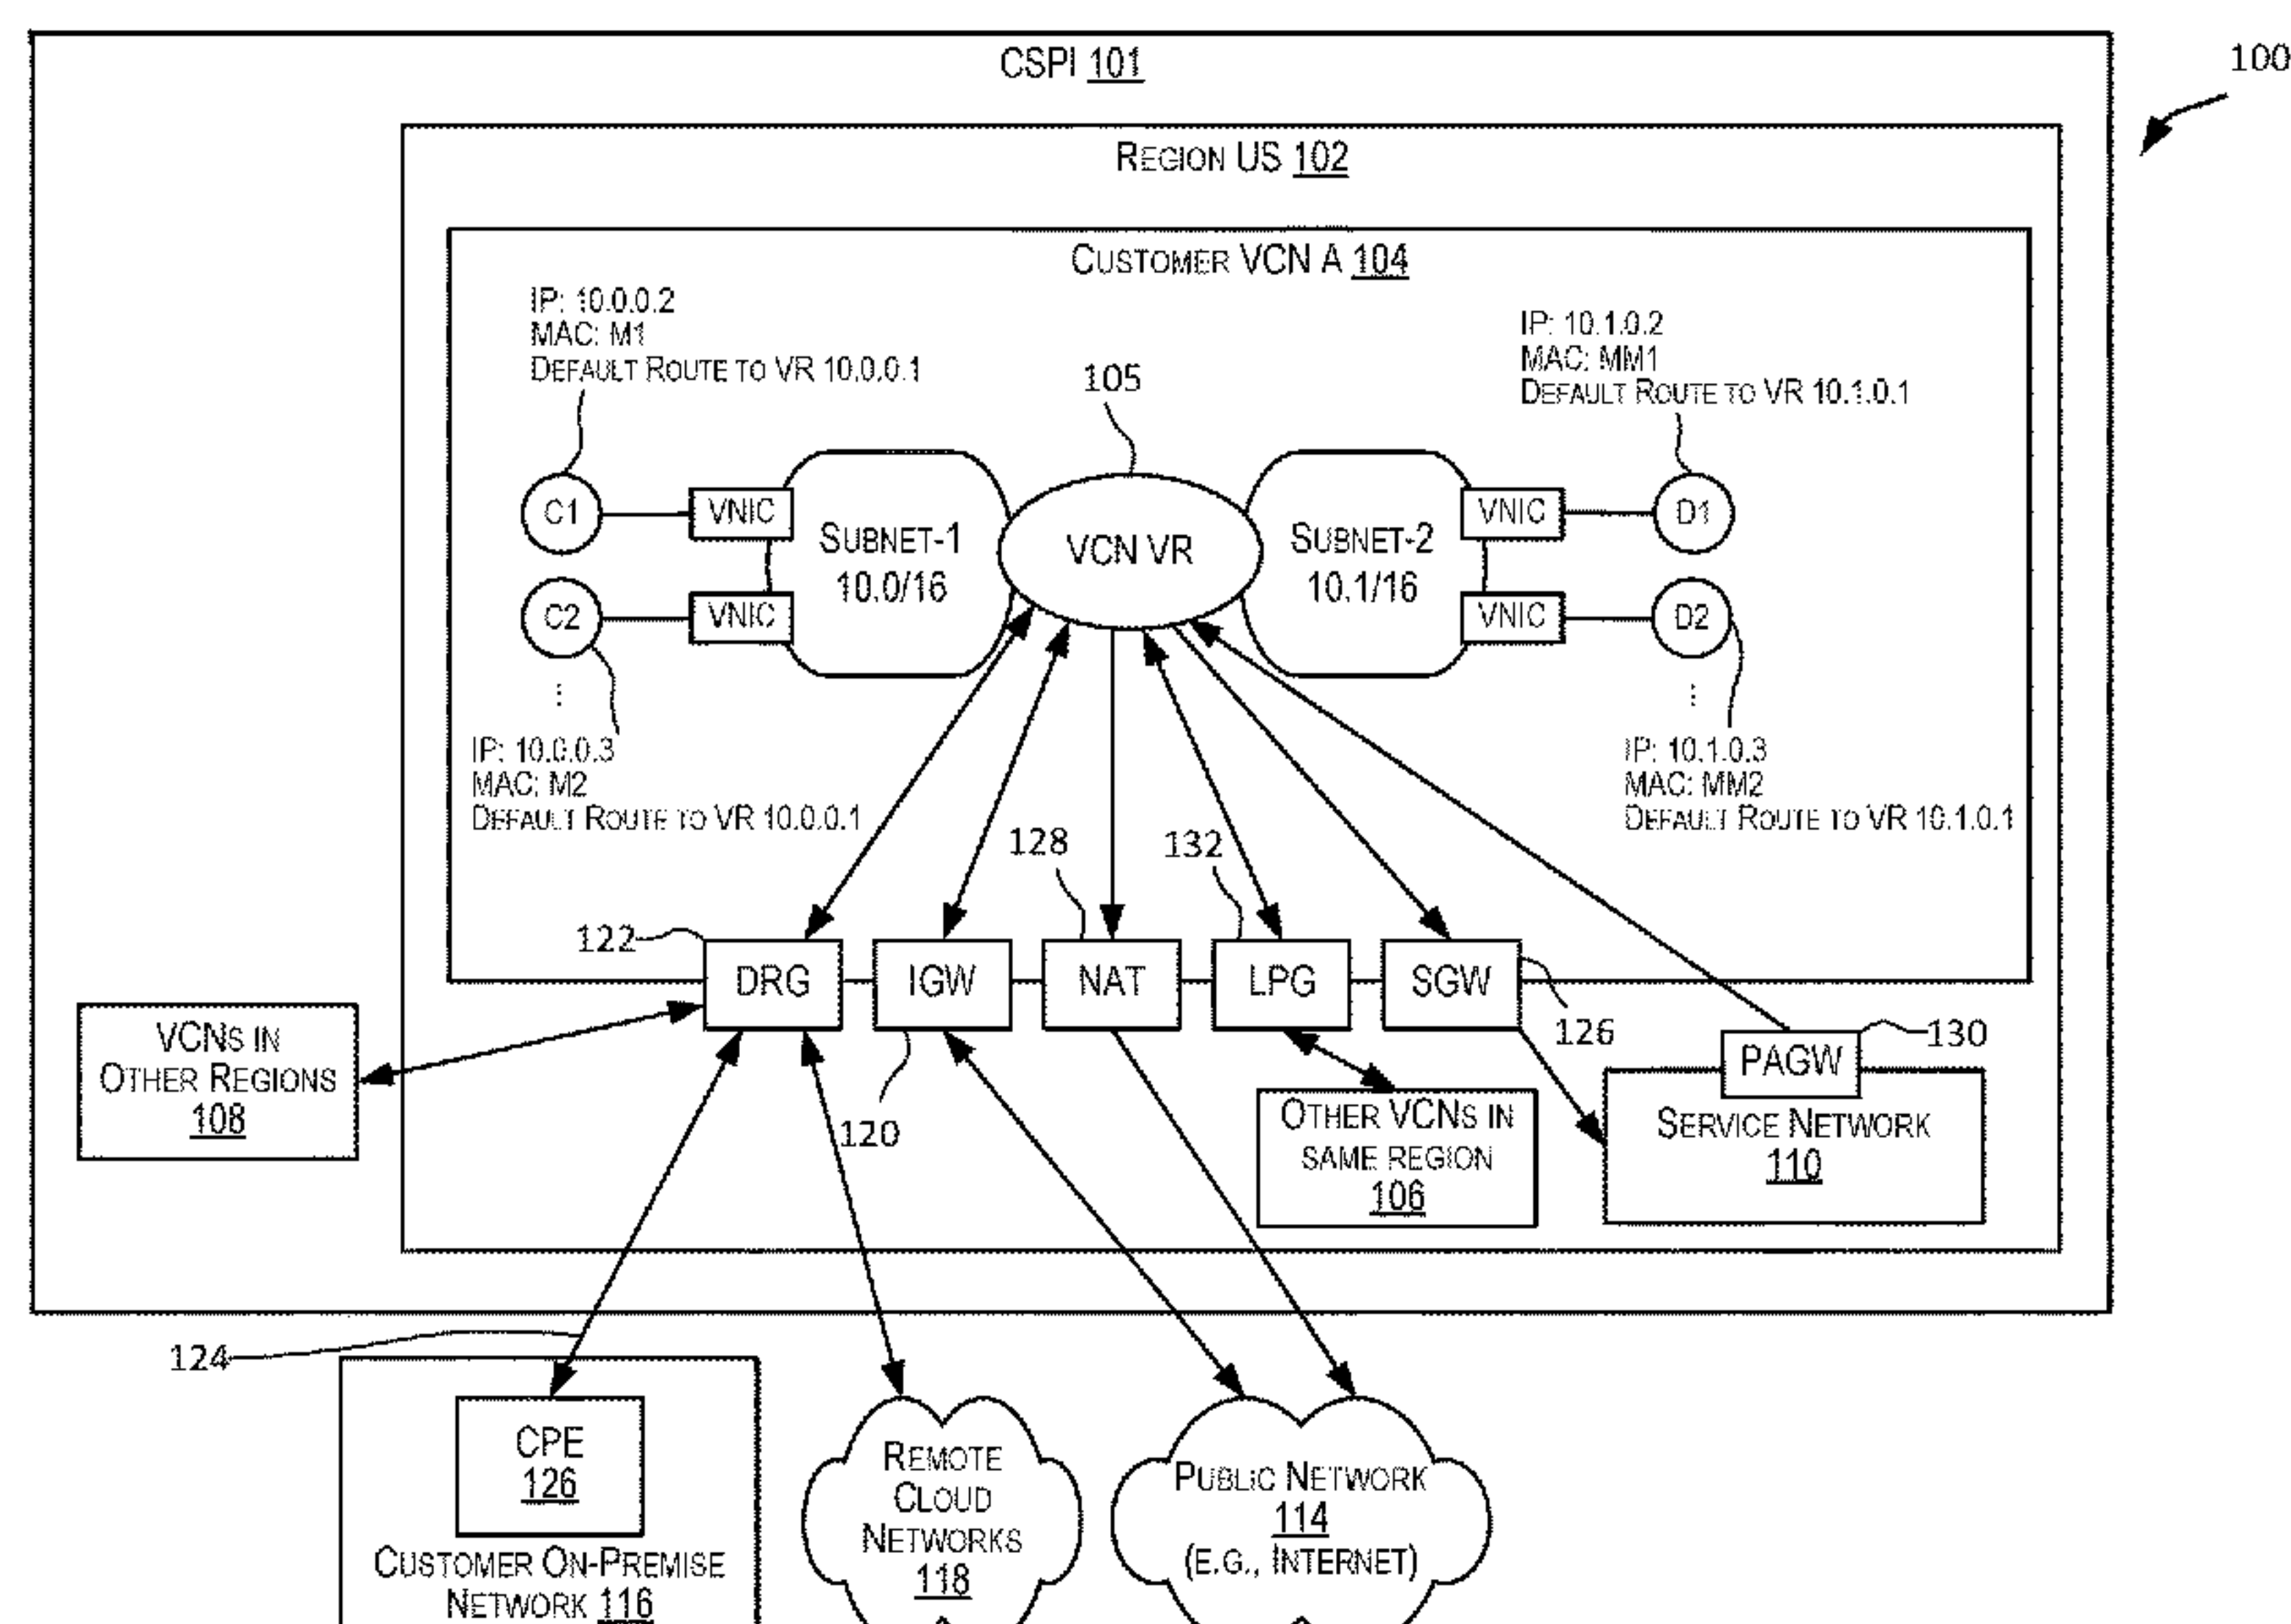 CSPI 101
100
REGION US 102
CUSTOMER VCN A 104
IP: 10.0.0.2
MAC: M1
DEFAULT ROUTE TO VR 10.0.0.1
105
IP: 10.1.0.2
MAC: MM1
DEFAULT ROUTE TO VR 10.1.0.1
C1
VNIC
SUBNET-1
10.0/16
VCN VR
SUBNET-2
10.1/16
VNIC
D1
C2
VNIC
VNIC
D2
⋮
⋮
IP: 10.0.0.3
MAC: M2
DEFAULT ROUTE TO VR 10.0.0.1
IP: 10.1.0.3
MAC: MM2
DEFAULT ROUTE TO VR 10.1.0.1
128
132
122
DRG
IGW
NAT
LPG
SGW
126
130
PAGW
VCNS IN
OTHER REGIONS
108
120
OTHER VCNS IN
SAME REGION
106
SERVICE NETWORK
110
124
CPE
126
CUSTOMER ON-PREMISE
NETWORK 116
REMOTE
CLOUD
NETWORKS
118
PUBLIC NETWORK
114
(E.G., INTERNET)